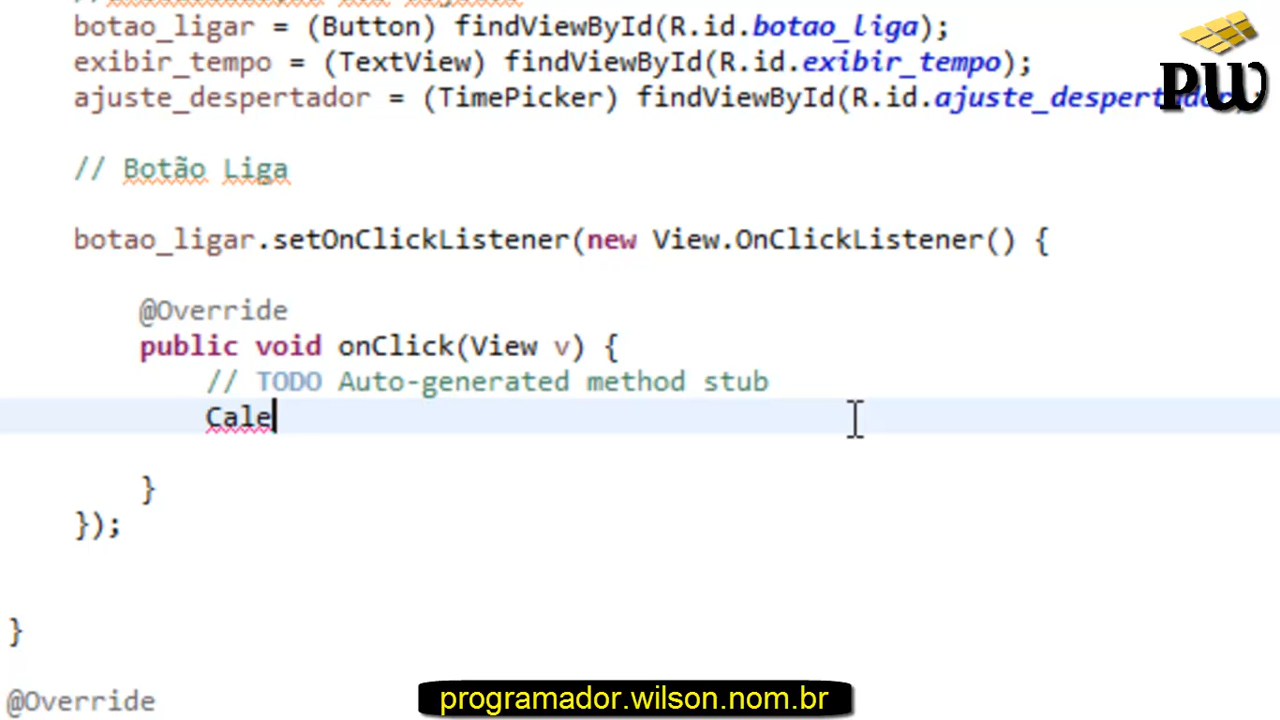 botao_ligar = (Button) findViewById(R.id.botao_liga);
exibir_tempo = (TextView) findViewById(R.id.exibir_tempo);
ajuste_despertador = (TimePicker) findViewById(R.id.ajuste_despertador);
PW
// Botão Liga
botao_ligar.setOnClickListener(new View.OnClickListener() {
@Override
public void onClick(View v) {
// TODO Auto-generated method stub
Cale
}
});
}
@Override
programador.wilson.nom.br